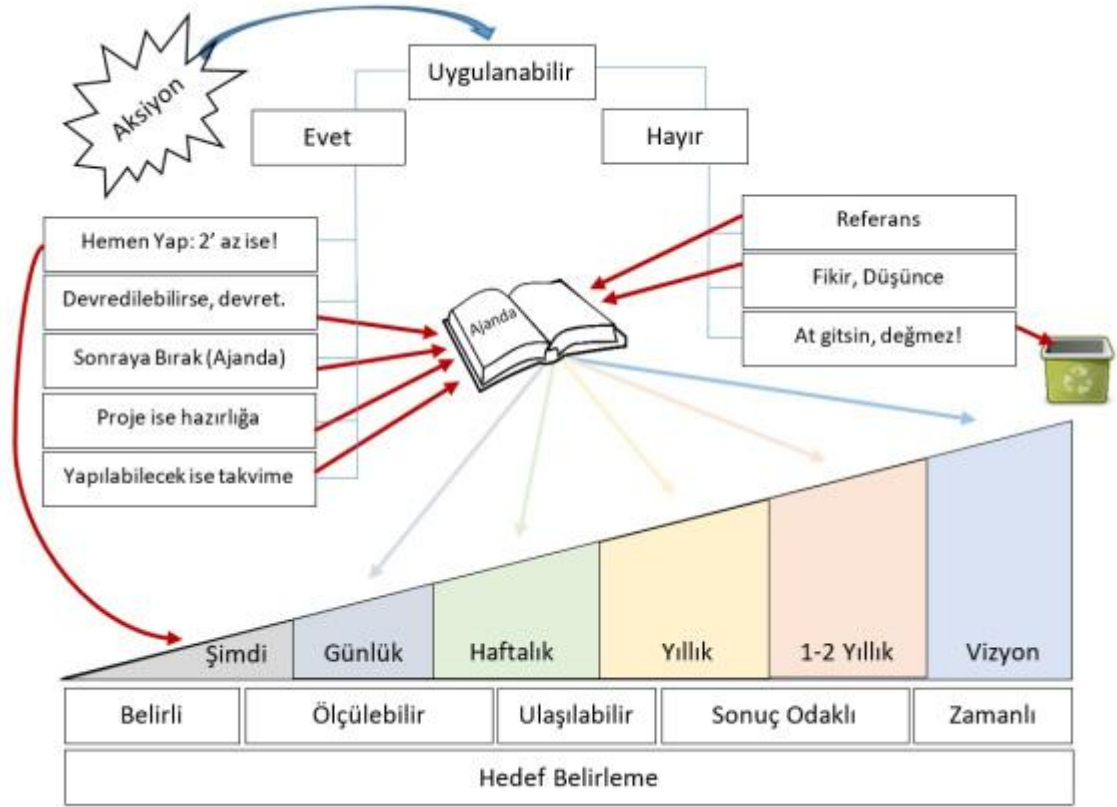 Aksiyon
Uygulanabilir
Evet
Hayır
Hemen Yap: 2' az ise!
Devredilebilirse, devret.
Sonraya Bırak (Ajanda)
Proje ise hazırlığa
Yapılabilecek ise takvime
Ajanda
Referans
Fikir, Düşünce
At gitsin, değmez!
Şimdi
Günlük
Haftalık
Yıllık
1-2 Yıllık
Vizyon
Belirli
Ölçülebilir
Ulaşılabilir
Sonuç Odaklı
Zamanlı
Hedef Belirleme